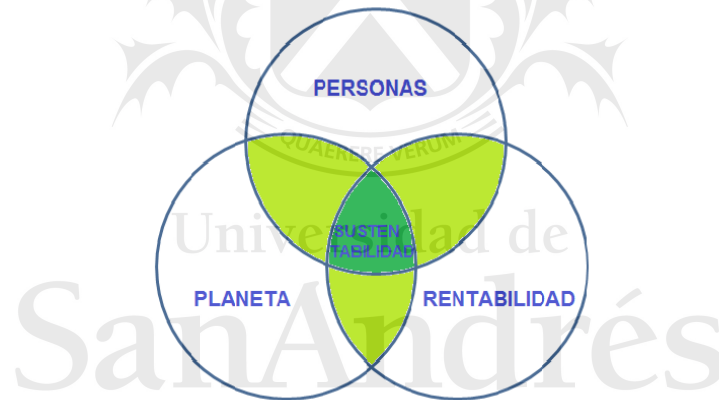 PERSONAS
QUAERERE VERUM
Universidad de
SUSTEN
TABILIDAD
PLANETA
RENTABILIDAD
SanAndrés